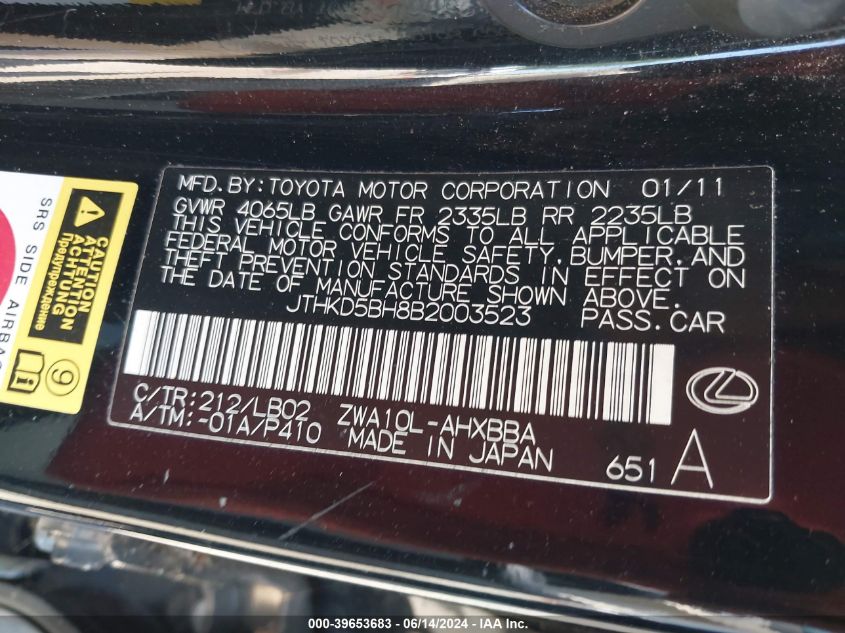 MFD. BY: TOYOTA MOTOR CORPORATION 01/11
GVWR 4065LB GAWR FR 2335LB RR 2235LB
THIS VEHICLE CONFORMS TO ALL APPLICABLE
FEDERAL MOTOR VEHICLE SAFETY, BUMPER, AND
THEFT PREVENTION STANDARDS IN EFFECT ON
THE DATE OF MANUFACTURE SHOWN ABOVE.
JTHKD5BH8B2003523 PASS. CAR
C/TR: 212/LB02 ZWA10L-AHXBBA
A/TM: -01A/P410 MADE IN JAPAN
651 A
SRS SIDE AIRBAG
CAUTION
ATTENTION
ACHTUNG
Предупреждение
9
000-39653683 - 06/14/2024 - IAA Inc.